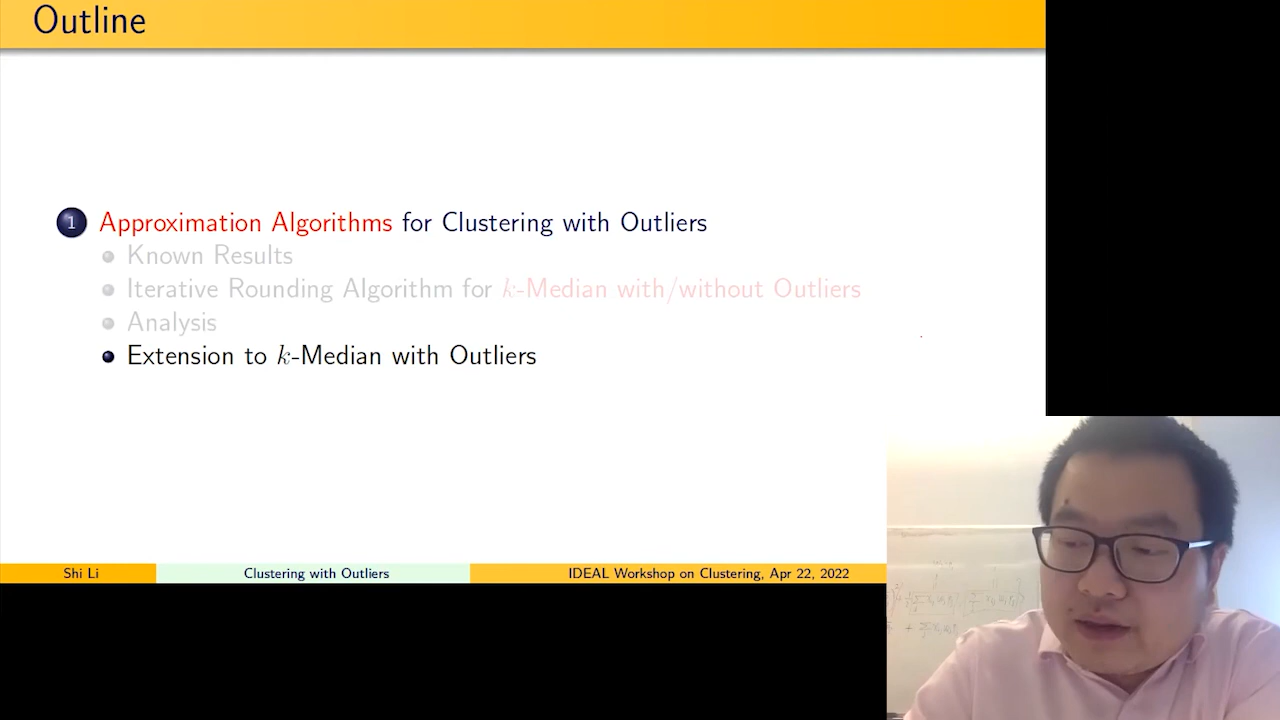 Outline
1 Approximation Algorithms for Clustering with Outliers
Known Results
Iterative Rounding Algorithm for k-Median with/without Outliers
Analysis
Extension to k-Median with Outliers
Shi Li Clustering with Outliers IDEAL Workshop on Clustering, Apr 22, 2022